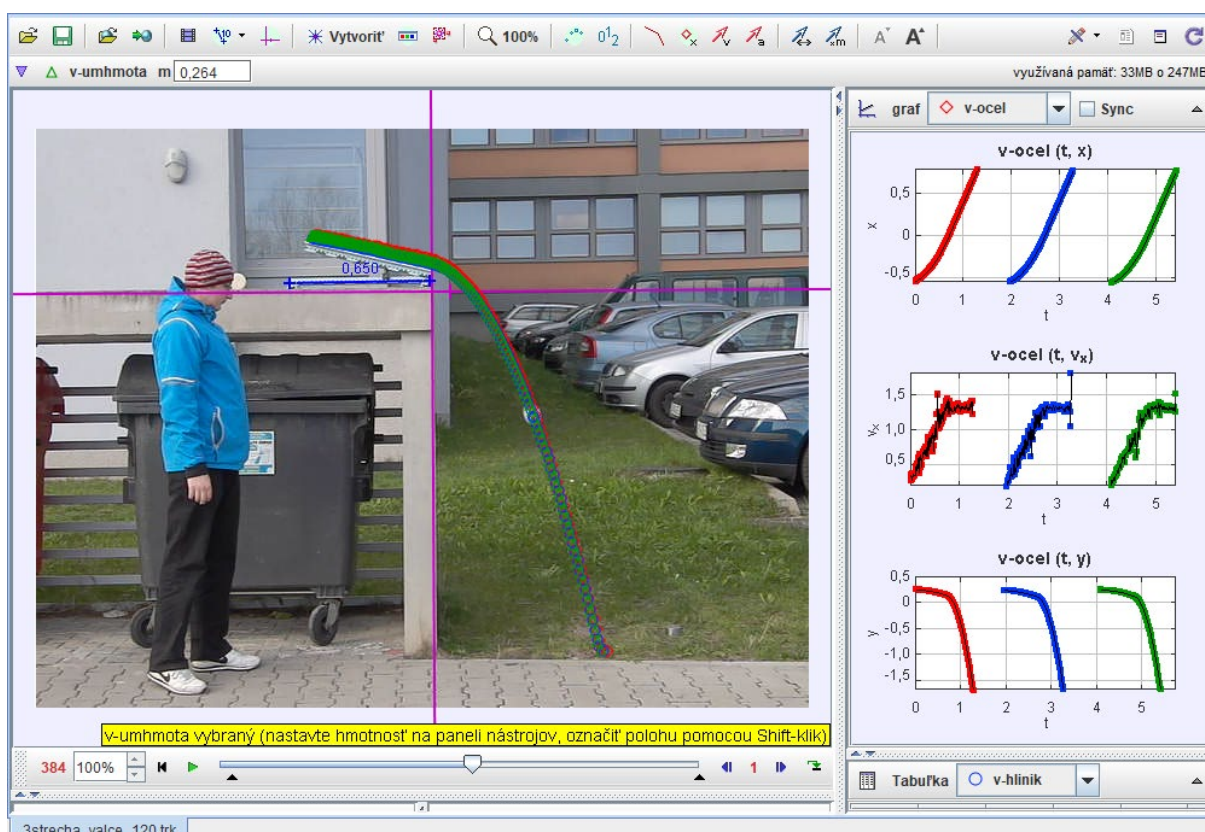 Vytvoriť
100%
0¹2
v
a
xm
A
A
v-umhmota m 0,264
využívaná pamäť: 33MB o 247MB
graf v-ocel Sync
v-ocel (t, x)
0,5
0
-0,5
x
0 1 2 3 4 5
t
v-ocel (t, vx)
1,5
1,0
0,5
vx
0 1 2 3 4 5
t
v-ocel (t, y)
0,5
0
-0,5
-1,0
-1,5
y
0 1 2 3 4 5
t
0,650
v-umhmota vybraný (nastavte hmotnosť na paneli nástrojov, označiť polohu pomocou Shift-klik)
384 100% 1
Tabuľka v-hlinik
3strecha_valce_120.trk